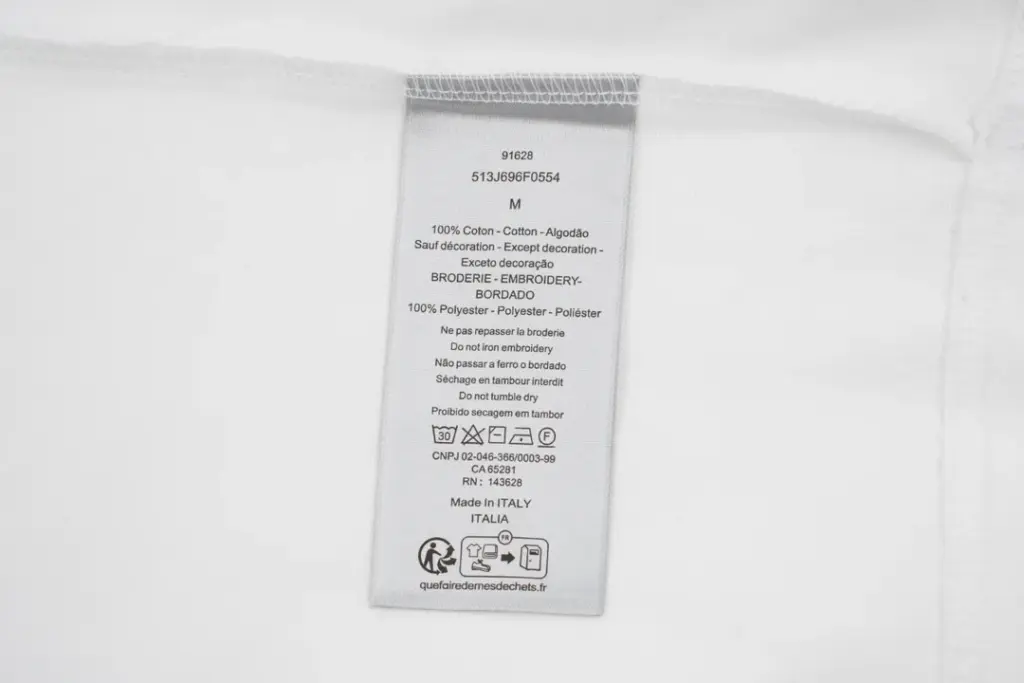 91628
513J696F0554
M
100% Coton - Cotton - Algodão
Sauf décoration - Except decoration -
Exceto decoração
BRODERIE - EMBROIDERY-
BORDADO
100% Polyester - Polyester - Poliéster
Ne pas repasser la broderie
Do not iron embroidery
Não passar a ferro o bordado
Séchage en tambour interdit
Do not tumble dry
Proibido secagem em tambor
30 F
CNPJ 02-046-366/0003-99
CA 65281
RN : 143628
Made In ITALY
ITALIA
FR
quefairedemesdechets.fr